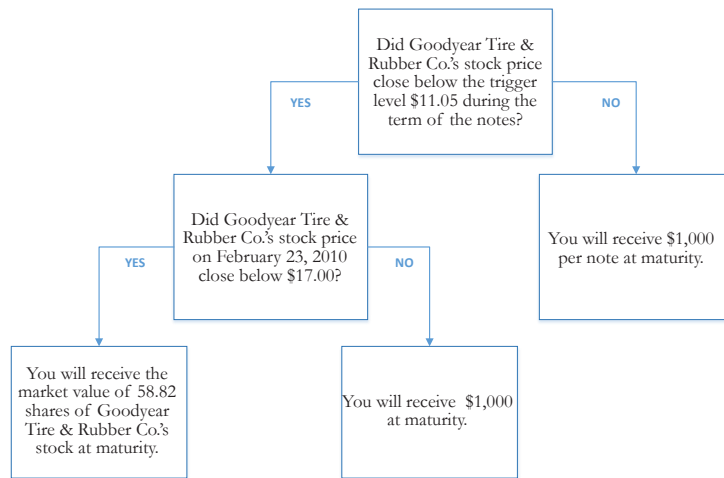 Did Goodyear Tire &
Rubber Co.'s stock price
close below the trigger
level $11.05 during the
term of the notes?
YES
NO
Did Goodyear Tire &
Rubber Co.'s stock price
on February 23, 2010
close below $17.00?
You will receive $1,000
per note at maturity.
YES
NO
You will receive the
market value of 58.82
shares of Goodyear
Tire & Rubber Co.'s
stock at maturity.
You will receive $1,000
at maturity.